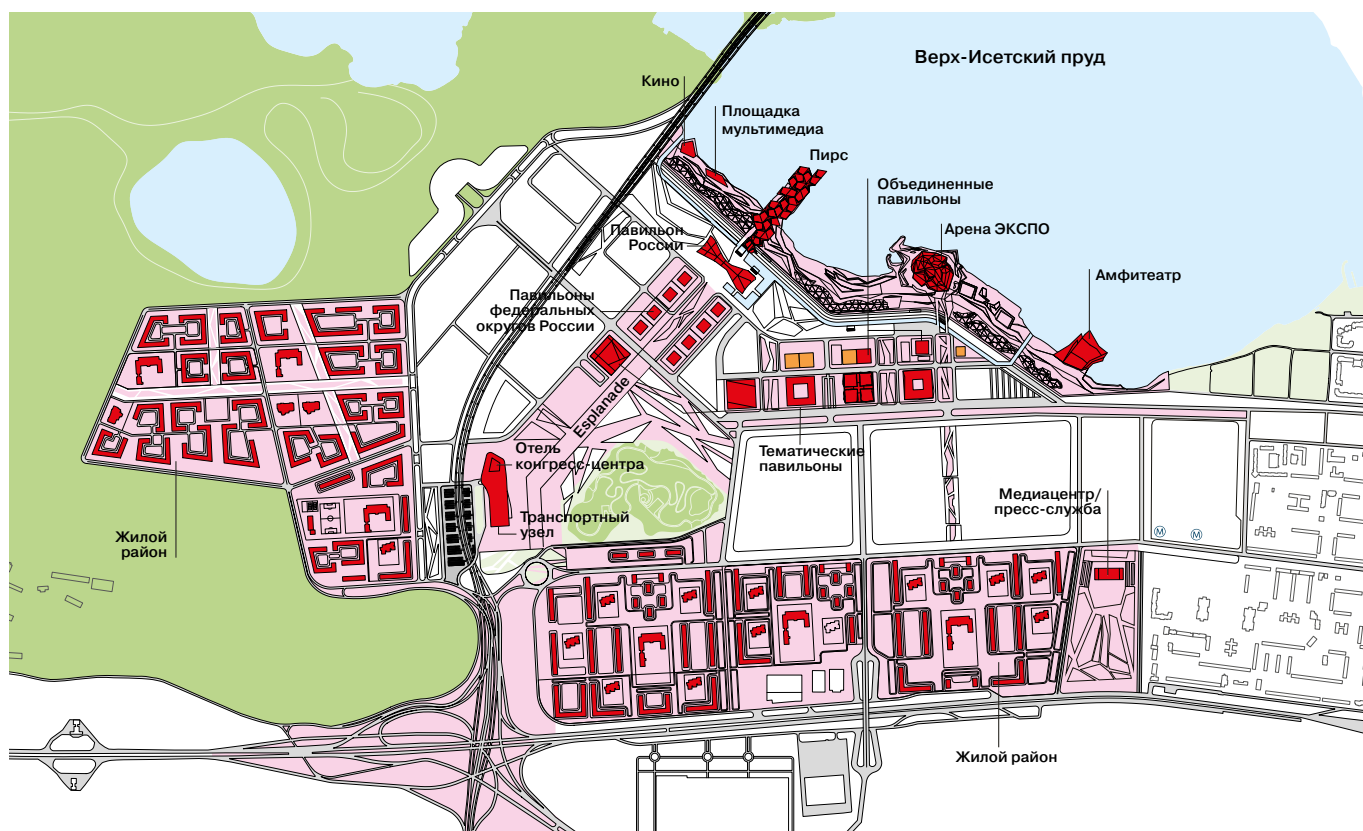 Верх-Исетский пруд
Кино
Площадка
мультимедиа
Пирс
Объединенные
павильоны
Арена ЭКСПО
Павильон
России
Амфитеатр
Павильоны
федеральных
округов России
Esplanade
Отель
конгресс-центра
Тематические
павильоны
Медиацентр/
пресс-служба
Транспортный
узел
Жилой
район
М
М
Жилой район